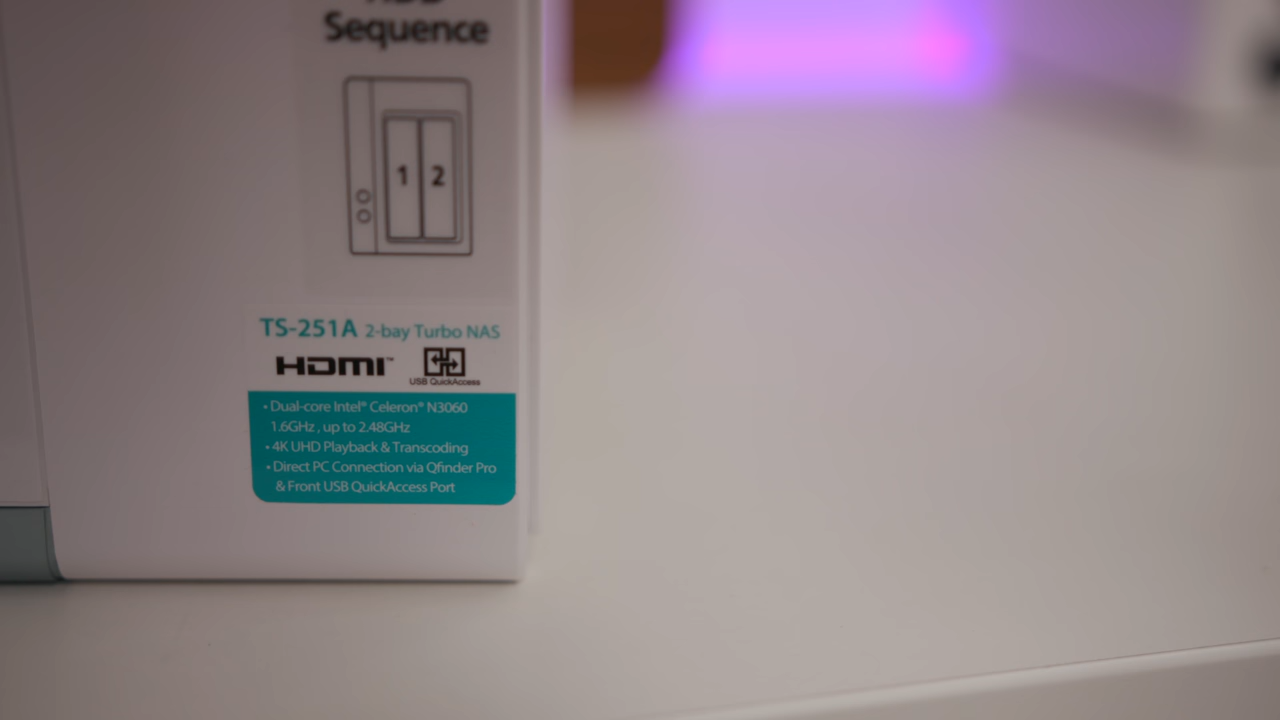 Sequence
1 2
TS-251A 2-bay Turbo NAS
HDMI™
USB QuickAccess
• Dual-core Intel® Celeron® N3060
1.6GHz , up to 2.48GHz
• 4K UHD Playback & Transcoding
• Direct PC Connection via Qfinder Pro
& Front USB QuickAccess Port